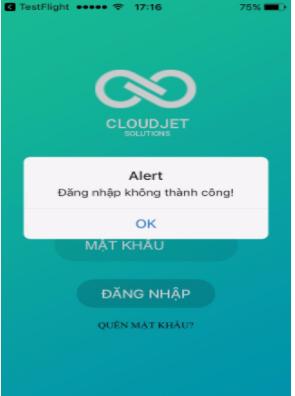 TestFlight 17:16 75%
CLOUDJET
SOLUTIONS
Alert
Đăng nhập không thành công!
OK
MẬT KHẨU
ĐĂNG NHẬP
QUÊN MẬT KHẨU?